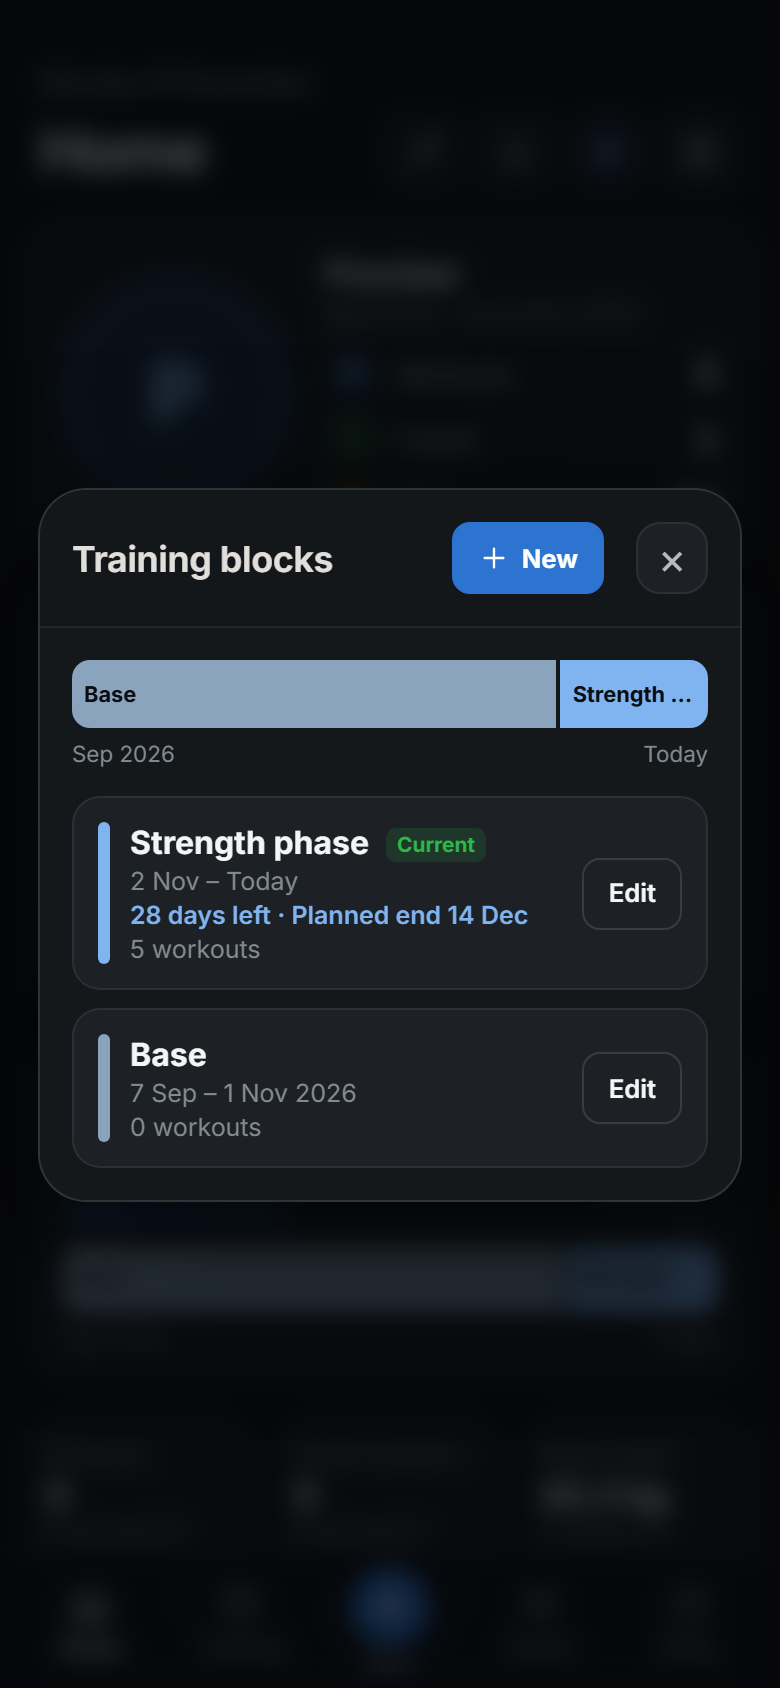 Home
Training blocks
New
Base
Strength ...
Sep 2026
Today
Strength phase
Current
2 Nov – Today
28 days left · Planned end 14 Dec
5 workouts
Edit
Base
7 Sep – 1 Nov 2026
0 workouts
Edit